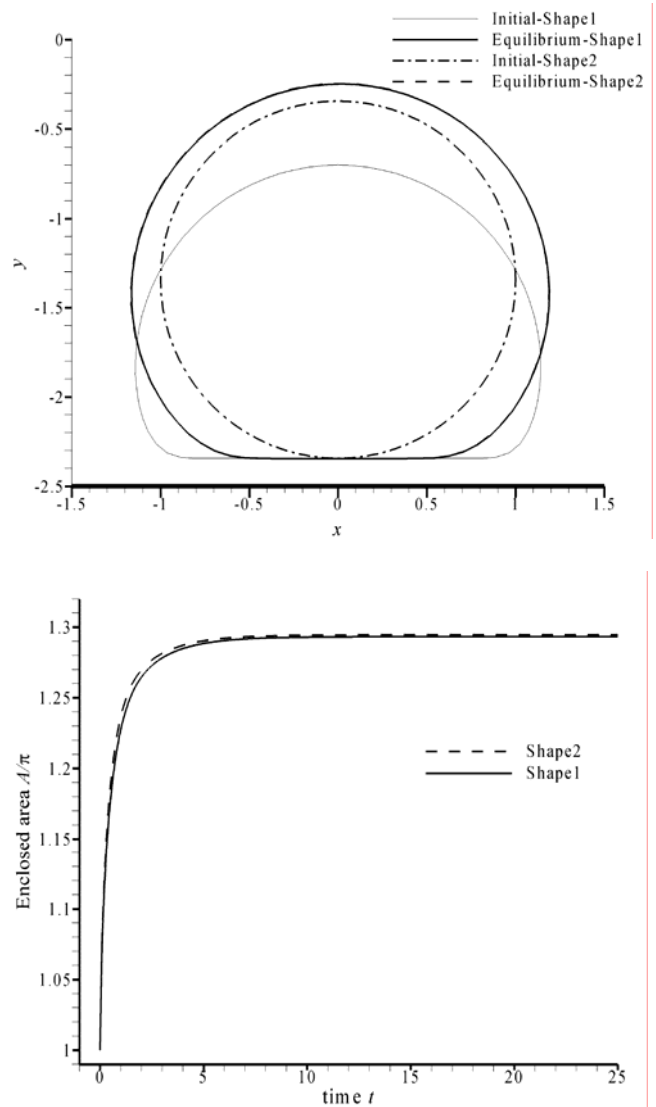 Initial-Shape1
Equilibrium-Shape1
Initial-Shape2
Equilibrium-Shape2
0
-0.5
-1
-1.5
-2
-2.5
y
-1.5 -1 -0.5 0 0.5 1 1.5
x
1.3
1.25
1.2
1.15
1.1
1.05
1
Enclosed area A/π
Shape2
Shape1
0 5 10 15 20 25
time t